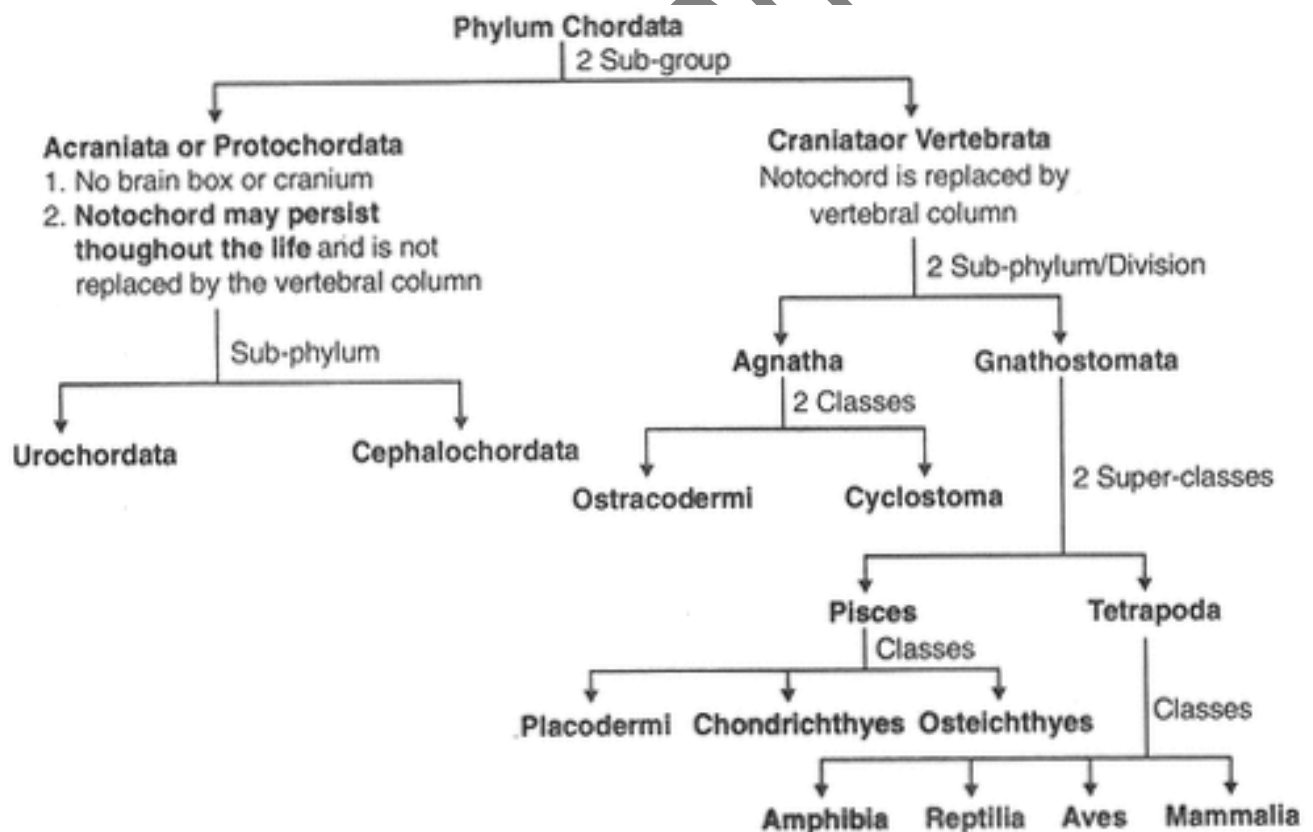 Phylum Chordata
2 Sub-group
Acraniata or Protochordata
1. No brain box or cranium
2. Notochord may persist
thoughout the life and is not
replaced by the vertebral column
Sub-phylum
Urochordata
Cephalochordata
Craniataor Vertebrata
Notochord is replaced by
vertebral column
2 Sub-phylum/Division
Agnatha
Gnathostomata
2 Classes
Ostracodermi
Cyclostoma
2 Super-classes
Pisces
Tetrapoda
Classes
Placodermi
Chondrichthyes
Osteichthyes
Classes
Amphibia
Reptilia
Aves
Mammalia